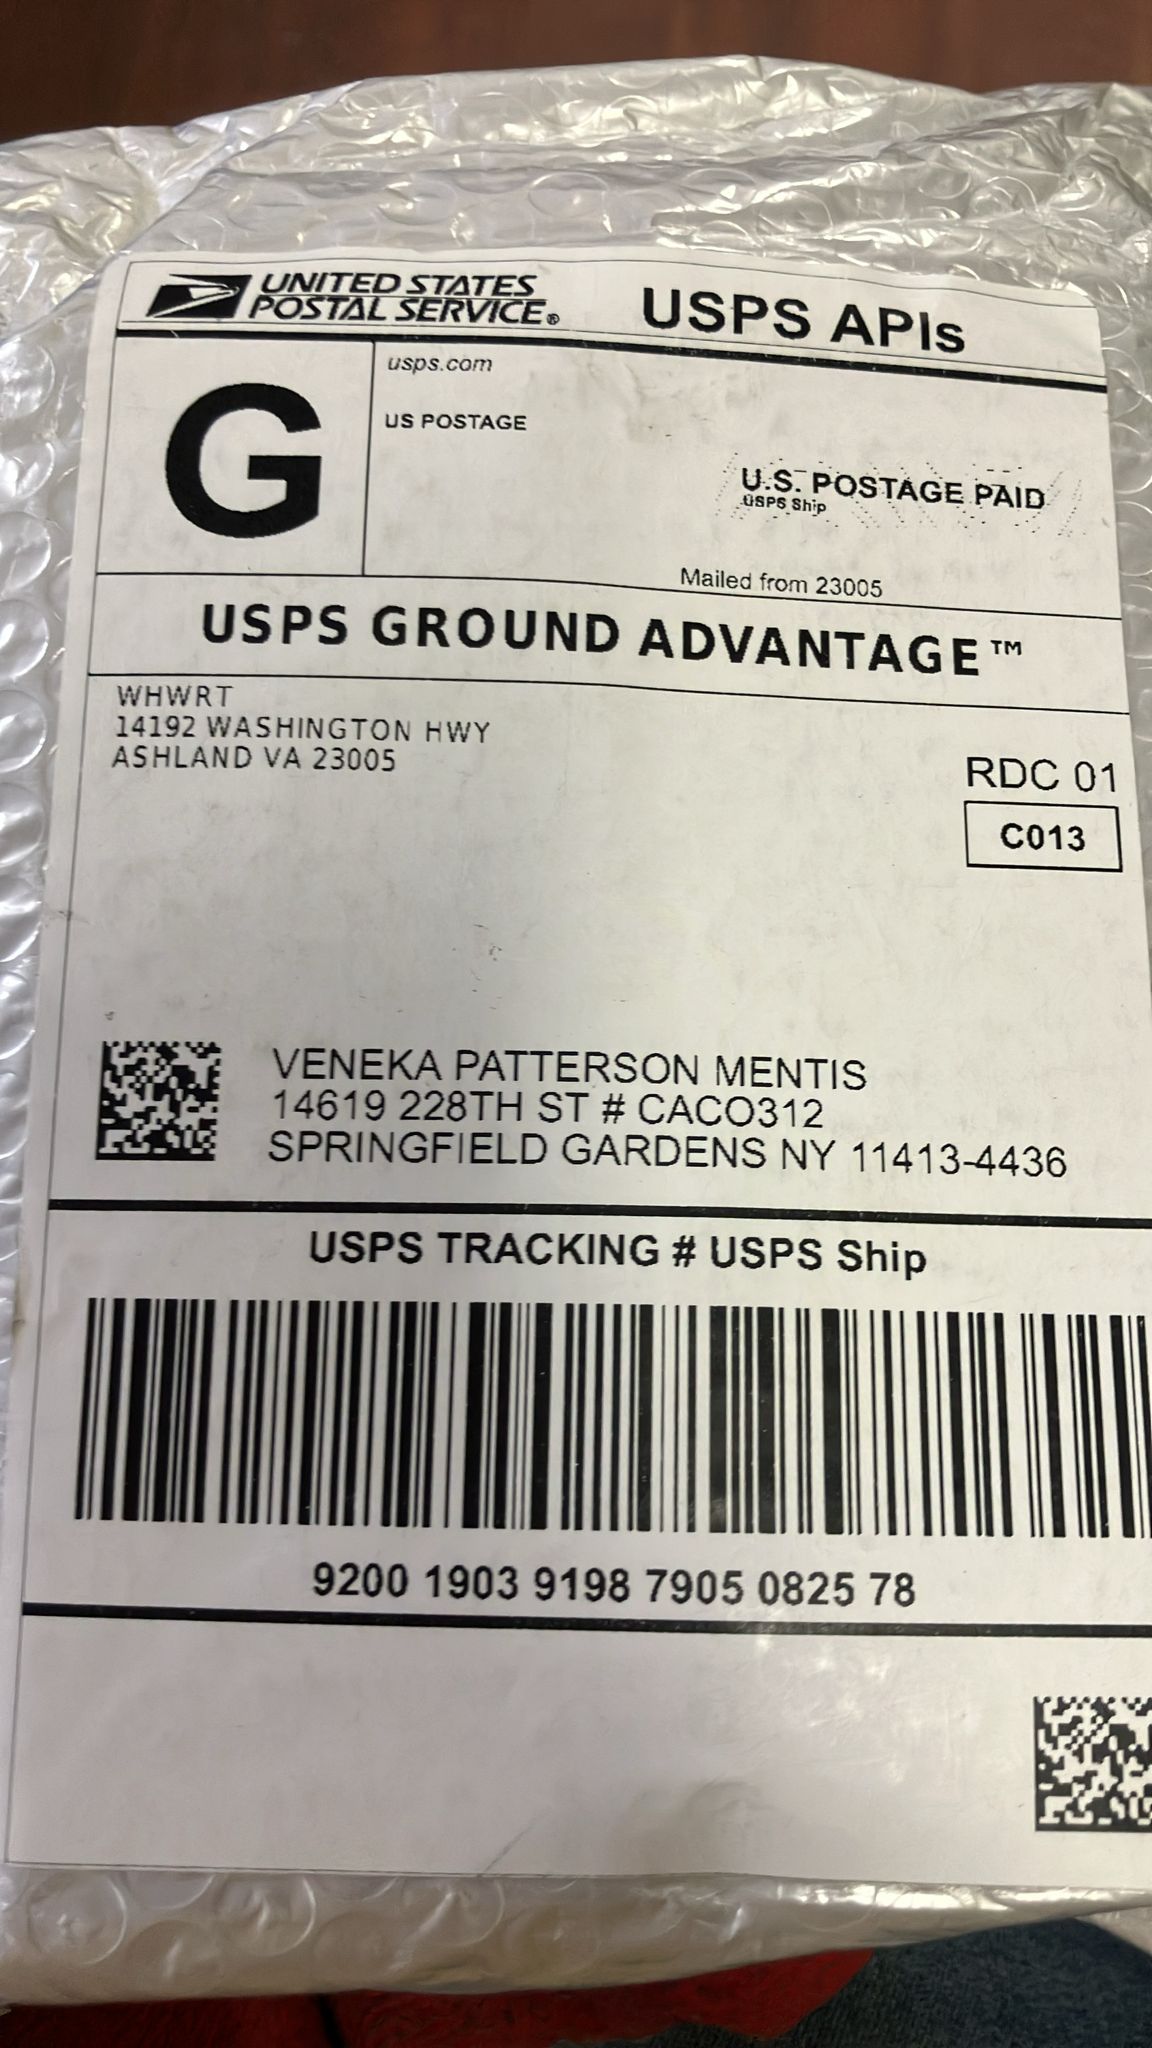 UNITED STATES
POSTAL SERVICE®
USPS APIs
G
usps.com
US POSTAGE
U.S. POSTAGE PAID
USPS Ship
Mailed from 23005
USPS GROUND ADVANTAGE™
WHWRT
14192 WASHINGTON HWY
ASHLAND VA 23005
RDC 01
C013
VENEKA PATTERSON MENTIS
14619 228TH ST # CACO312
SPRINGFIELD GARDENS NY 11413-4436
USPS TRACKING # USPS Ship
9200 1903 9198 7905 0825 78